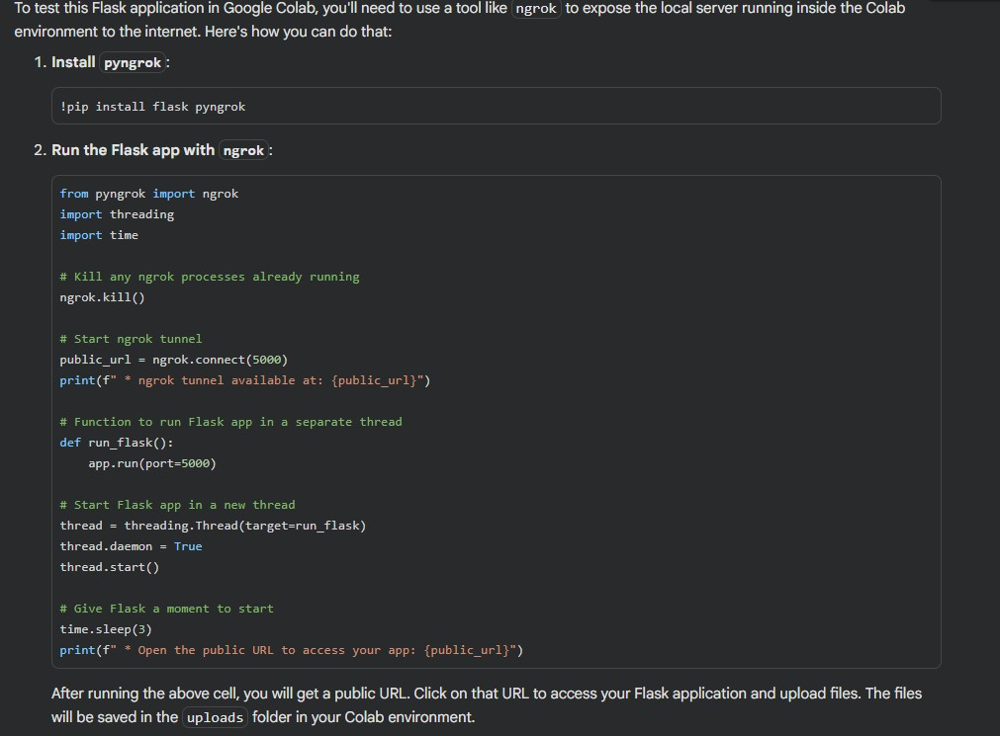 To test this Flask application in Google Colab, you'll need to use a tool like ngrok to expose the local server running inside the Colab
environment to the internet. Here's how you can do that:
1. Install pyngrok:
!pip install flask pyngrok
2. Run the Flask app with ngrok:
from pyngrok import ngrok
import threading
import time
# Kill any ngrok processes already running
ngrok.kill()
# Start ngrok tunnel
public_url = ngrok.connect(5000)
print(f" * ngrok tunnel available at: {public_url}")
# Function to run Flask app in a separate thread
def run_flask():
    app.run(port=5000)
# Start Flask app in a new thread
thread = threading.Thread(target=run_flask)
thread.daemon = True
thread.start()
# Give Flask a moment to start
time.sleep(3)
print(f" * Open the public URL to access your app: {public_url}")
After running the above cell, you will get a public URL. Click on that URL to access your Flask application and upload files. The files
will be saved in the uploads folder in your Colab environment.